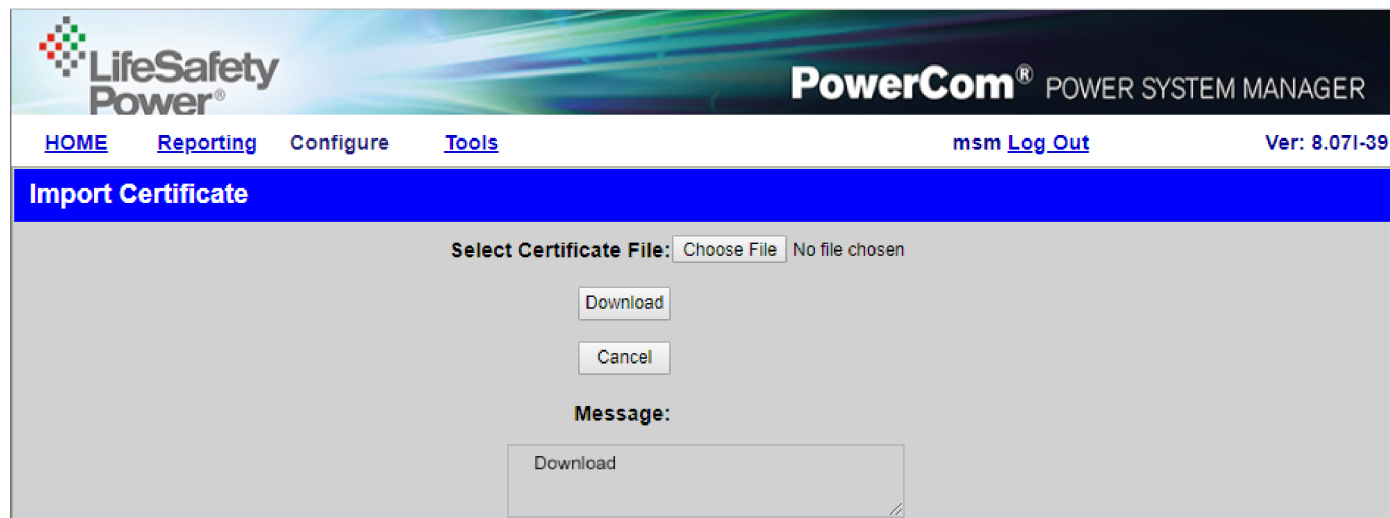 LifeSafety
Power®
PowerCom® POWER SYSTEM MANAGER
HOME Reporting Configure Tools msm Log Out Ver: 8.07I-39
Import Certificate
Select Certificate File: Choose File No file chosen
Download
Cancel
Message:
Download